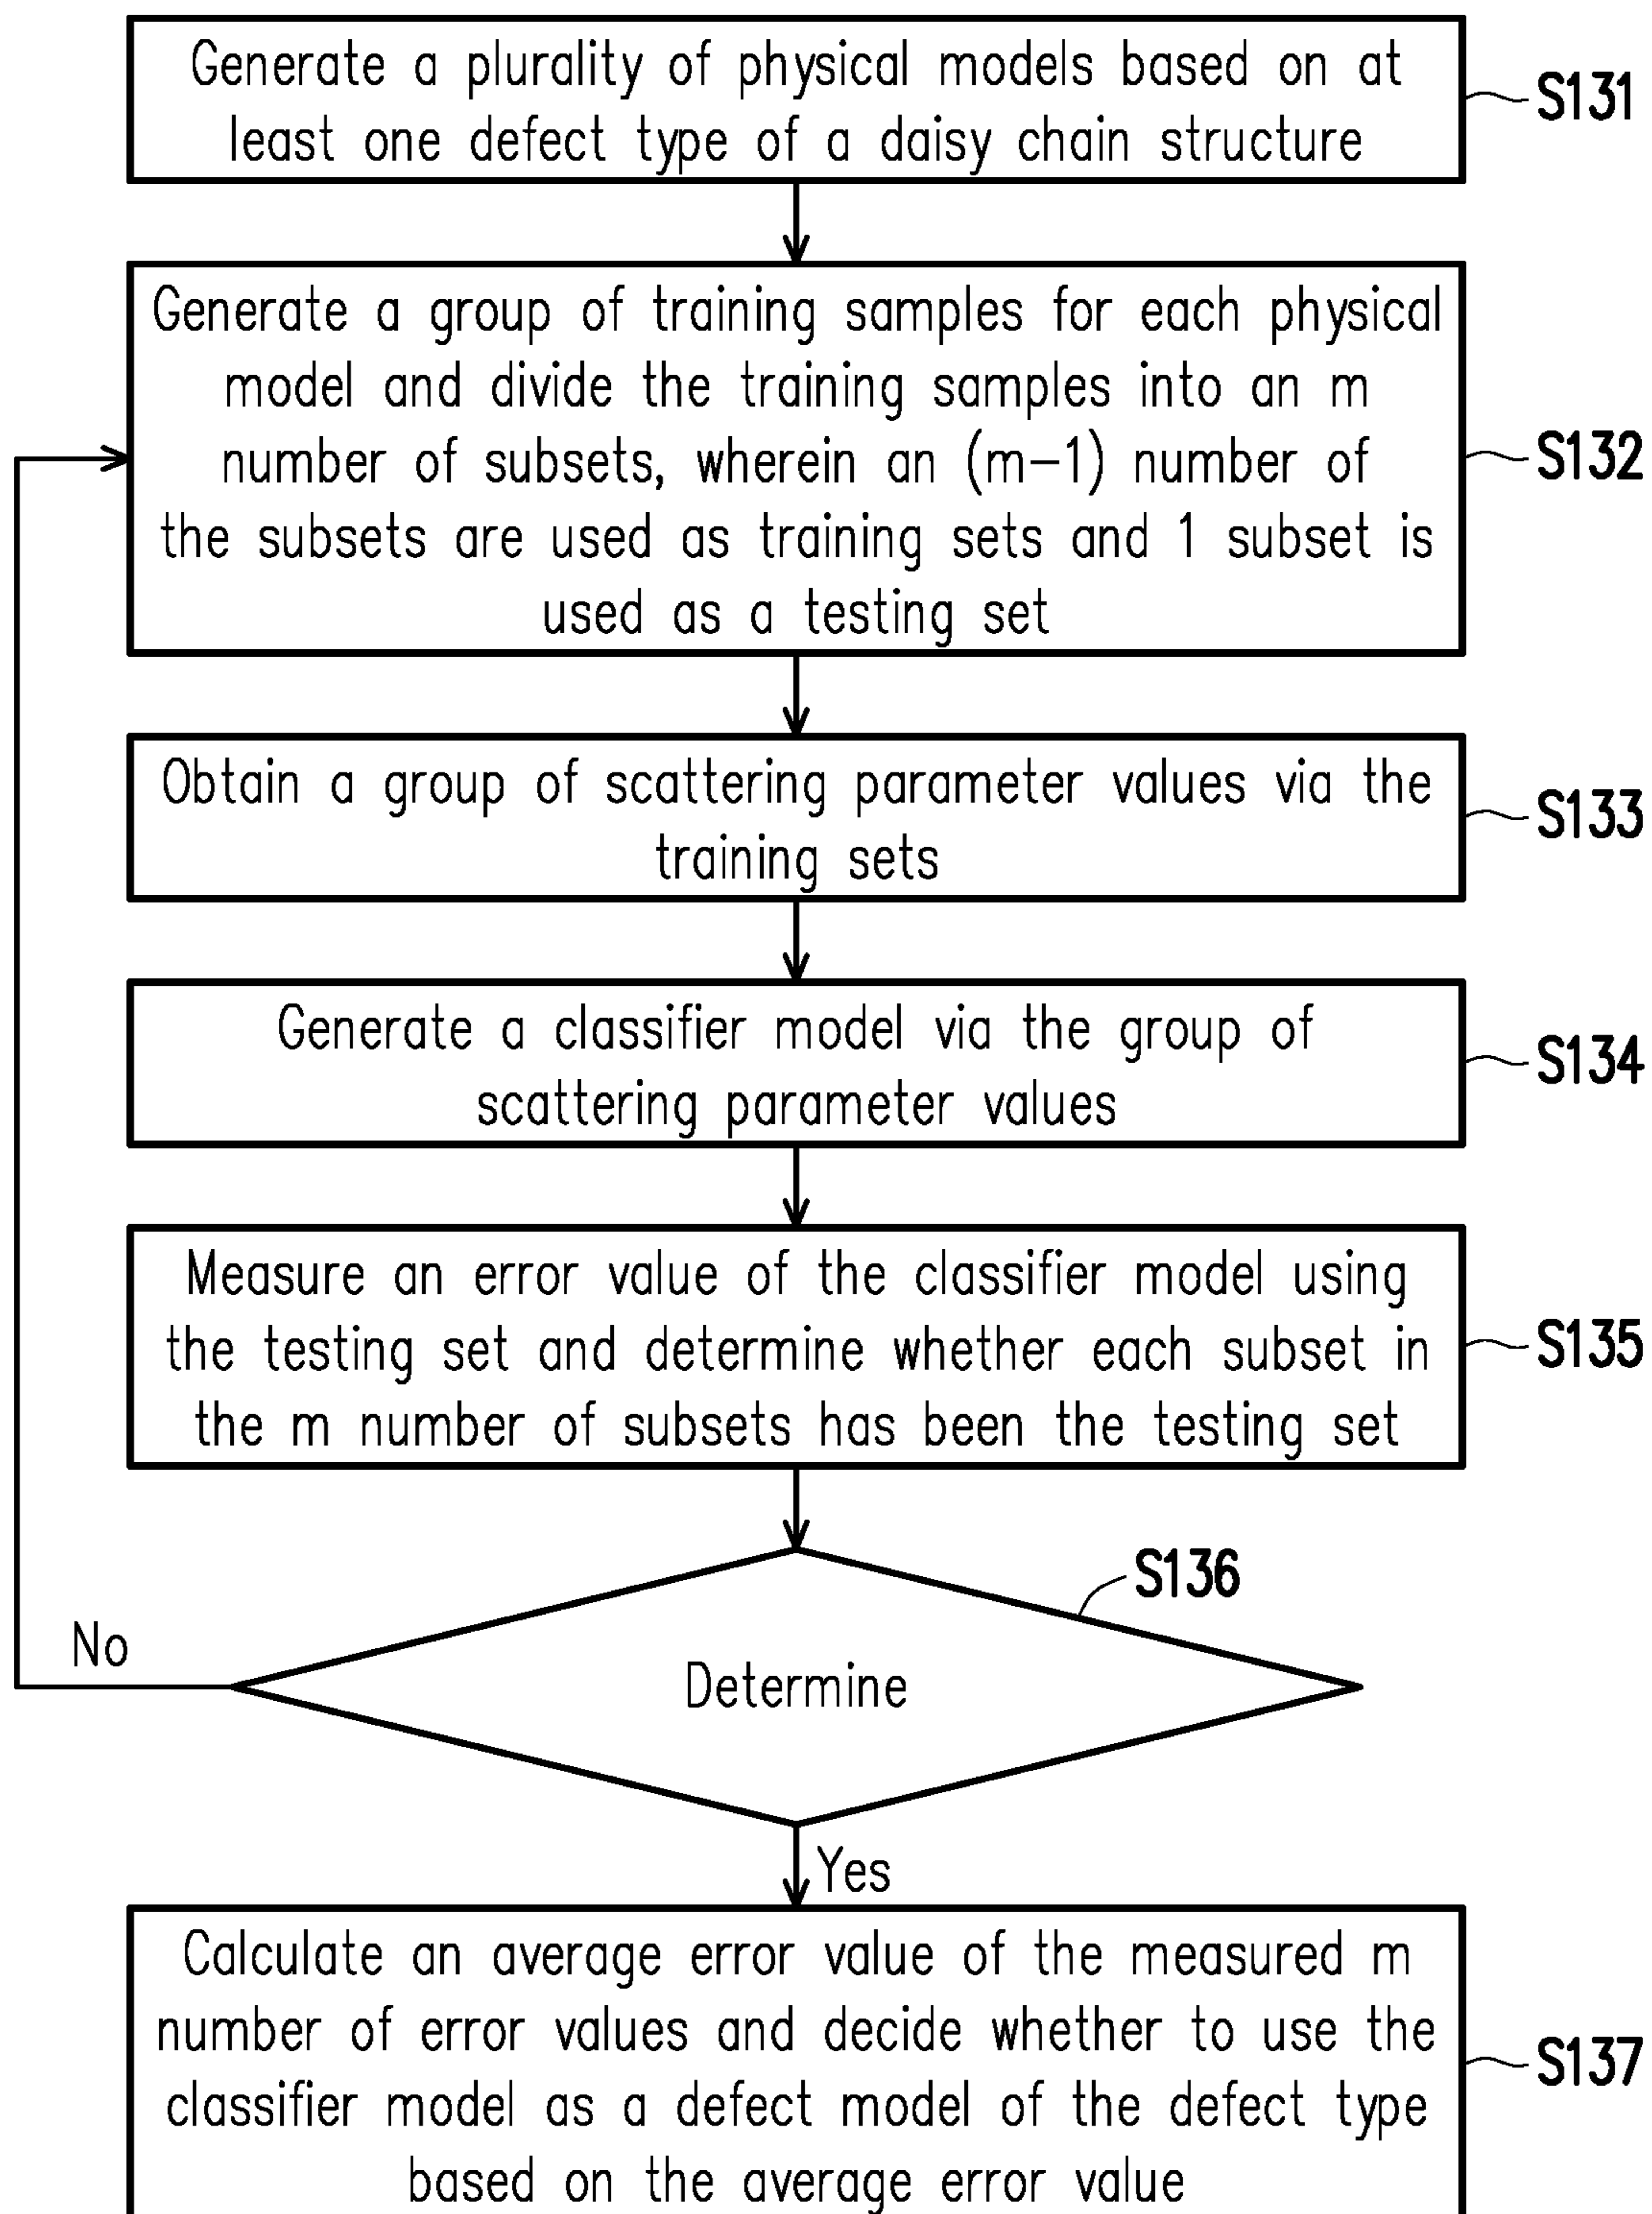 Generate a plurality of physical models based on at
least one defect type of a daisy chain structure
S131
Generate a group of training samples for each physical
model and divide the training samples into an m
number of subsets, wherein an (m-1) number of
the subsets are used as training sets and 1 subset is
used as a testing set
S132
Obtain a group of scattering parameter values via the
training sets
S133
Generate a classifier model via the group of
scattering parameter values
S134
Measure an error value of the classifier model using
the testing set and determine whether each subset in
the m number of subsets has been the testing set
S135
S136
No
Determine
Yes
Calculate an average error value of the measured m
number of error values and decide whether to use the
classifier model as a defect model of the defect type
based on the average error value
S137